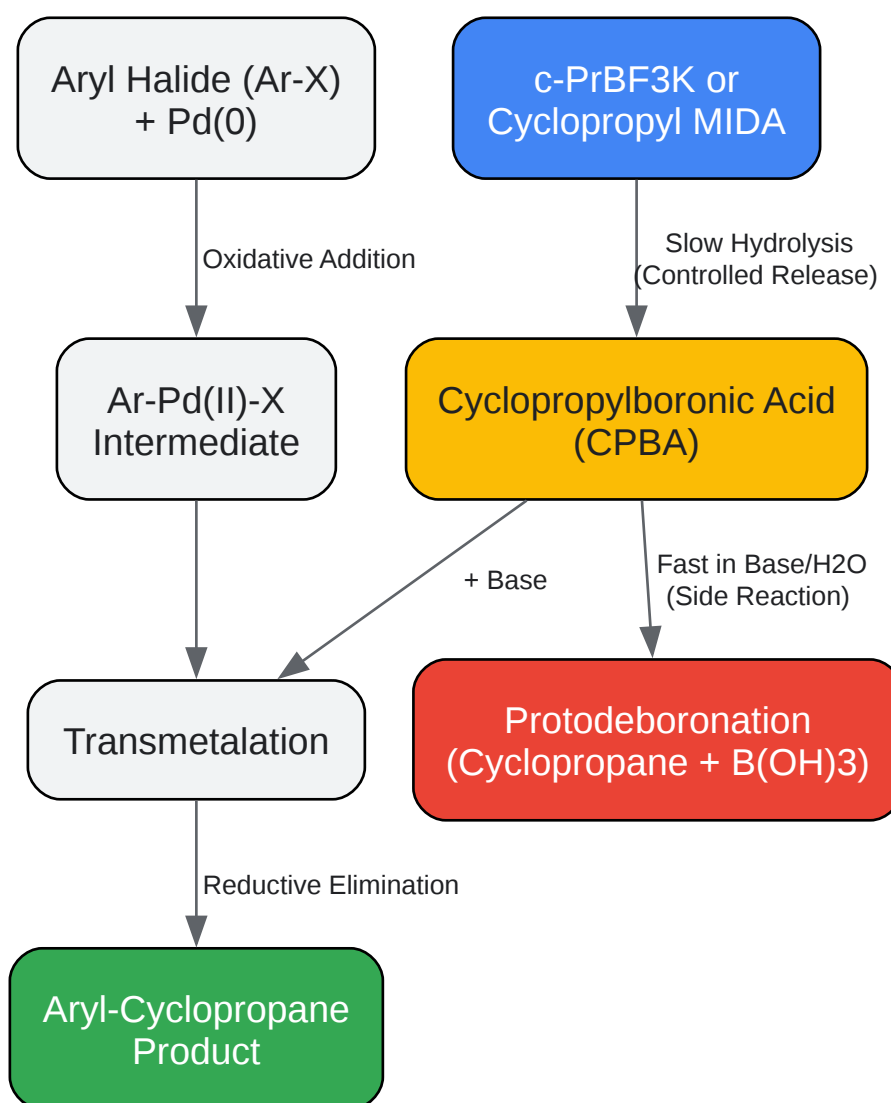 Aryl Halide (Ar-X)
+ Pd(0)
c-PrBF3K or
Cyclopropyl MIDA
Oxidative Addition
Slow Hydrolysis
(Controlled Release)
Ar-Pd(II)-X
Intermediate
Cyclopropylboronic Acid
(CPBA)
+ Base
Fast in Base/H2O
(Side Reaction)
Transmetalation
Protodeboronation
(Cyclopropane + B(OH)3)
Reductive Elimination
Aryl-Cyclopropane
Product